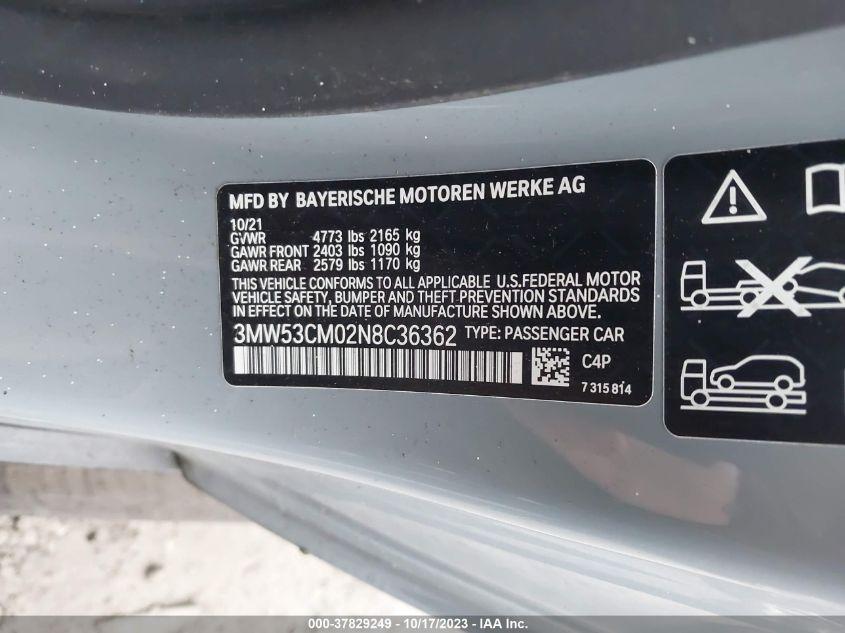 MFD BY BAYERISCHE MOTOREN WERKE AG
10/21
GVWR 4773 lbs 2165 kg
GAWR FRONT 2403 lbs 1090 kg
GAWR REAR 2579 lbs 1170 kg
THIS VEHICLE CONFORMS TO ALL APPLICABLE U.S.FEDERAL MOTOR
VEHICLE SAFETY, BUMPER AND THEFT PREVENTION STANDARDS
IN EFFECT ON THE DATE OF MANUFACTURE SHOWN ABOVE.
3MW53CM02N8C36362 TYPE: PASSENGER CAR
C4P
7 315 814
000-37829249 - 10/17/2023 - IAA Inc.